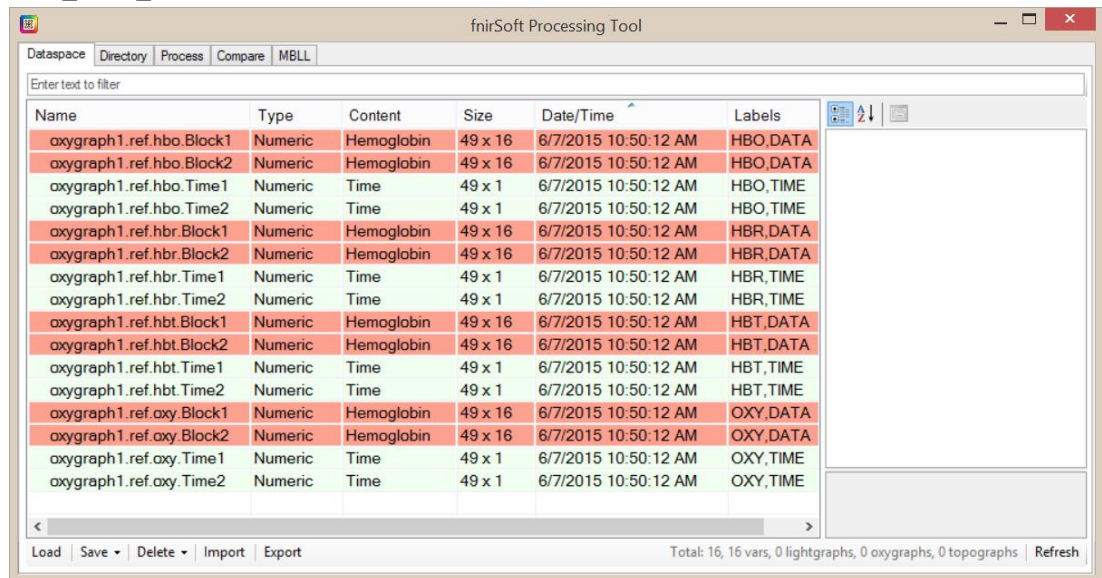 fnirSoft Processing Tool
Dataspace Directory Process Compare MBLL
Enter text to filter
Name Type Content Size Date/Time Labels
oxygraph1.ref.hbo.Block1 Numeric Hemoglobin 49 x 16 6/7/2015 10:50:12 AM HBO,DATA
oxygraph1.ref.hbo.Block2 Numeric Hemoglobin 49 x 16 6/7/2015 10:50:12 AM HBO,DATA
oxygraph1.ref.hbo.Time1 Numeric Time 49 x 1 6/7/2015 10:50:12 AM HBO,TIME
oxygraph1.ref.hbo.Time2 Numeric Time 49 x 1 6/7/2015 10:50:12 AM HBO,TIME
oxygraph1.ref.hbr.Block1 Numeric Hemoglobin 49 x 16 6/7/2015 10:50:12 AM HBR,DATA
oxygraph1.ref.hbr.Block2 Numeric Hemoglobin 49 x 16 6/7/2015 10:50:12 AM HBR,DATA
oxygraph1.ref.hbr.Time1 Numeric Time 49 x 1 6/7/2015 10:50:12 AM HBR,TIME
oxygraph1.ref.hbr.Time2 Numeric Time 49 x 1 6/7/2015 10:50:12 AM HBR,TIME
oxygraph1.ref.hbt.Block1 Numeric Hemoglobin 49 x 16 6/7/2015 10:50:12 AM HBT,DATA
oxygraph1.ref.hbt.Block2 Numeric Hemoglobin 49 x 16 6/7/2015 10:50:12 AM HBT,DATA
oxygraph1.ref.hbt.Time1 Numeric Time 49 x 1 6/7/2015 10:50:12 AM HBT,TIME
oxygraph1.ref.hbt.Time2 Numeric Time 49 x 1 6/7/2015 10:50:12 AM HBT,TIME
oxygraph1.ref.oxy.Block1 Numeric Hemoglobin 49 x 16 6/7/2015 10:50:12 AM OXY,DATA
oxygraph1.ref.oxy.Block2 Numeric Hemoglobin 49 x 16 6/7/2015 10:50:12 AM OXY,DATA
oxygraph1.ref.oxy.Time1 Numeric Time 49 x 1 6/7/2015 10:50:12 AM OXY,TIME
oxygraph1.ref.oxy.Time2 Numeric Time 49 x 1 6/7/2015 10:50:12 AM OXY,TIME
Load Save Delete Import Export Total: 16, 16 vars, 0 lightgraphs, 0 oxygraphs, 0 topographs Refresh